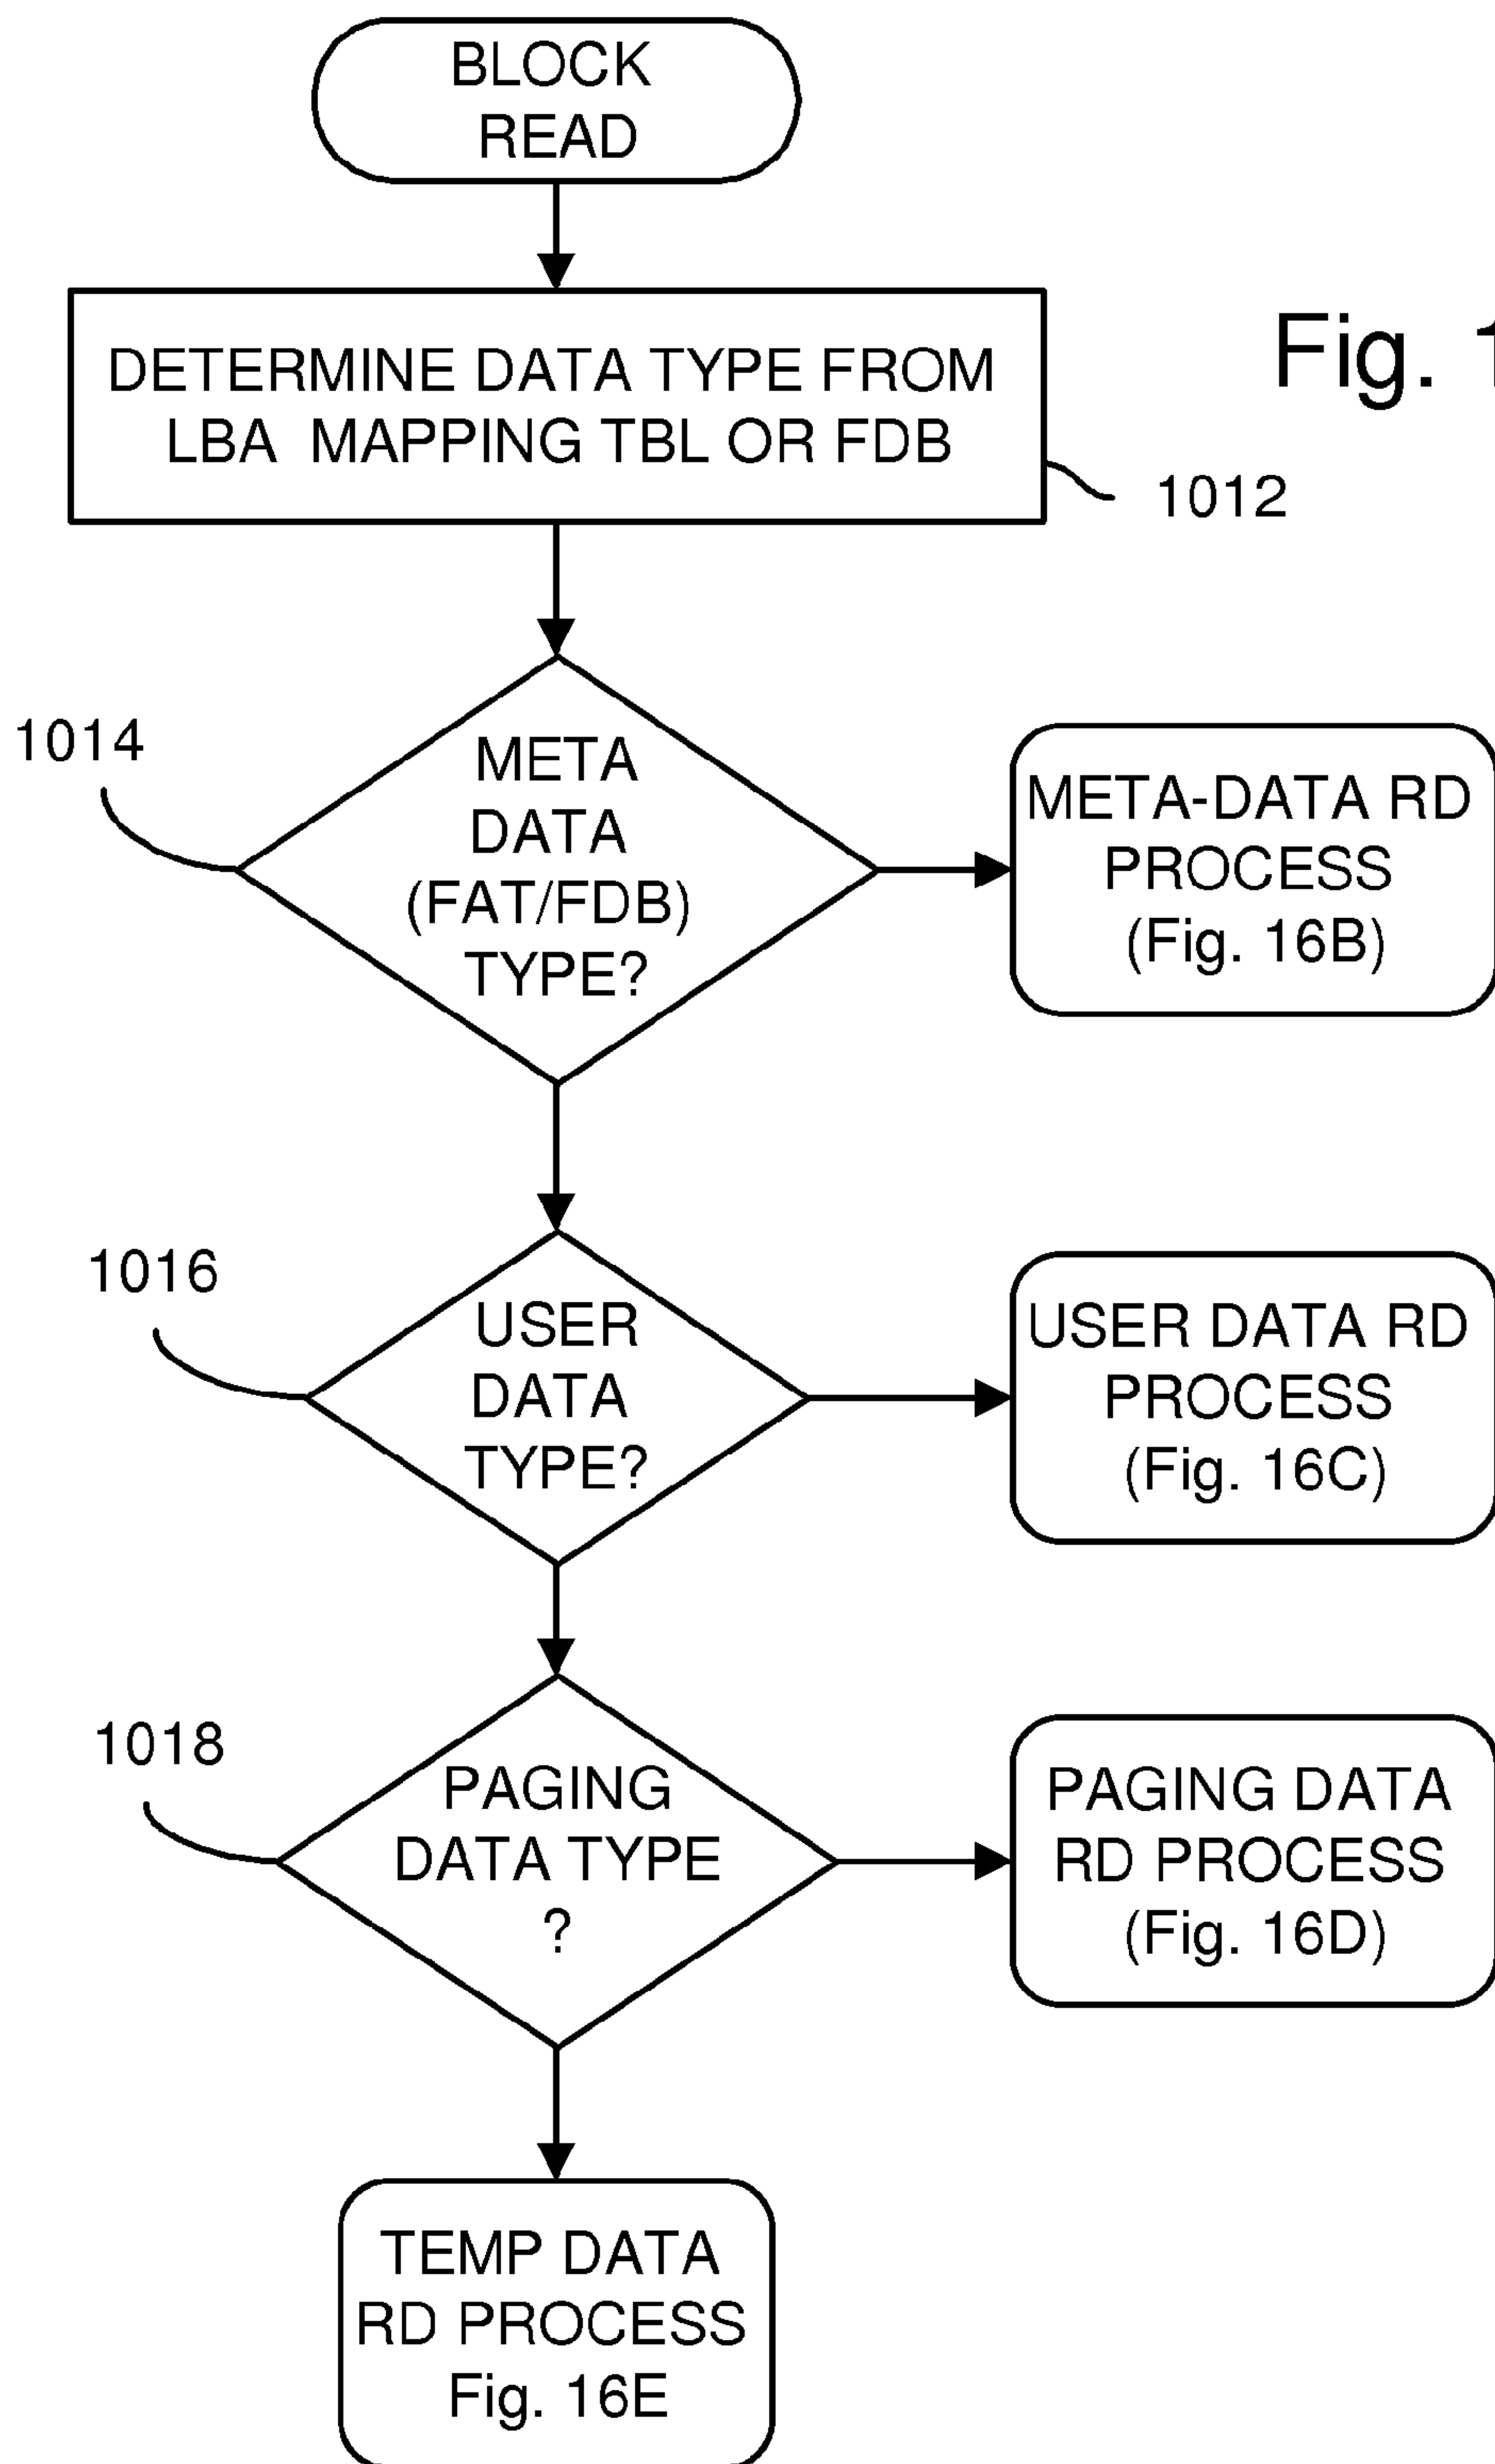 BLOCK
READ
DETERMINE DATA TYPE FROM
LBA MAPPING TBL OR FDB
Fig.
1012
1014
META
DATA
(FAT/FDB)
TYPE?
META-DATA RD
PROCESS
(Fig. 16B)
1016
USER
DATA
TYPE?
USER DATA RD
PROCESS
(Fig. 16C)
1018
PAGING
DATA TYPE
?
PAGING DATA
RD PROCESS
(Fig. 16D)
TEMP DATA
RD PROCESS
Fig. 16E